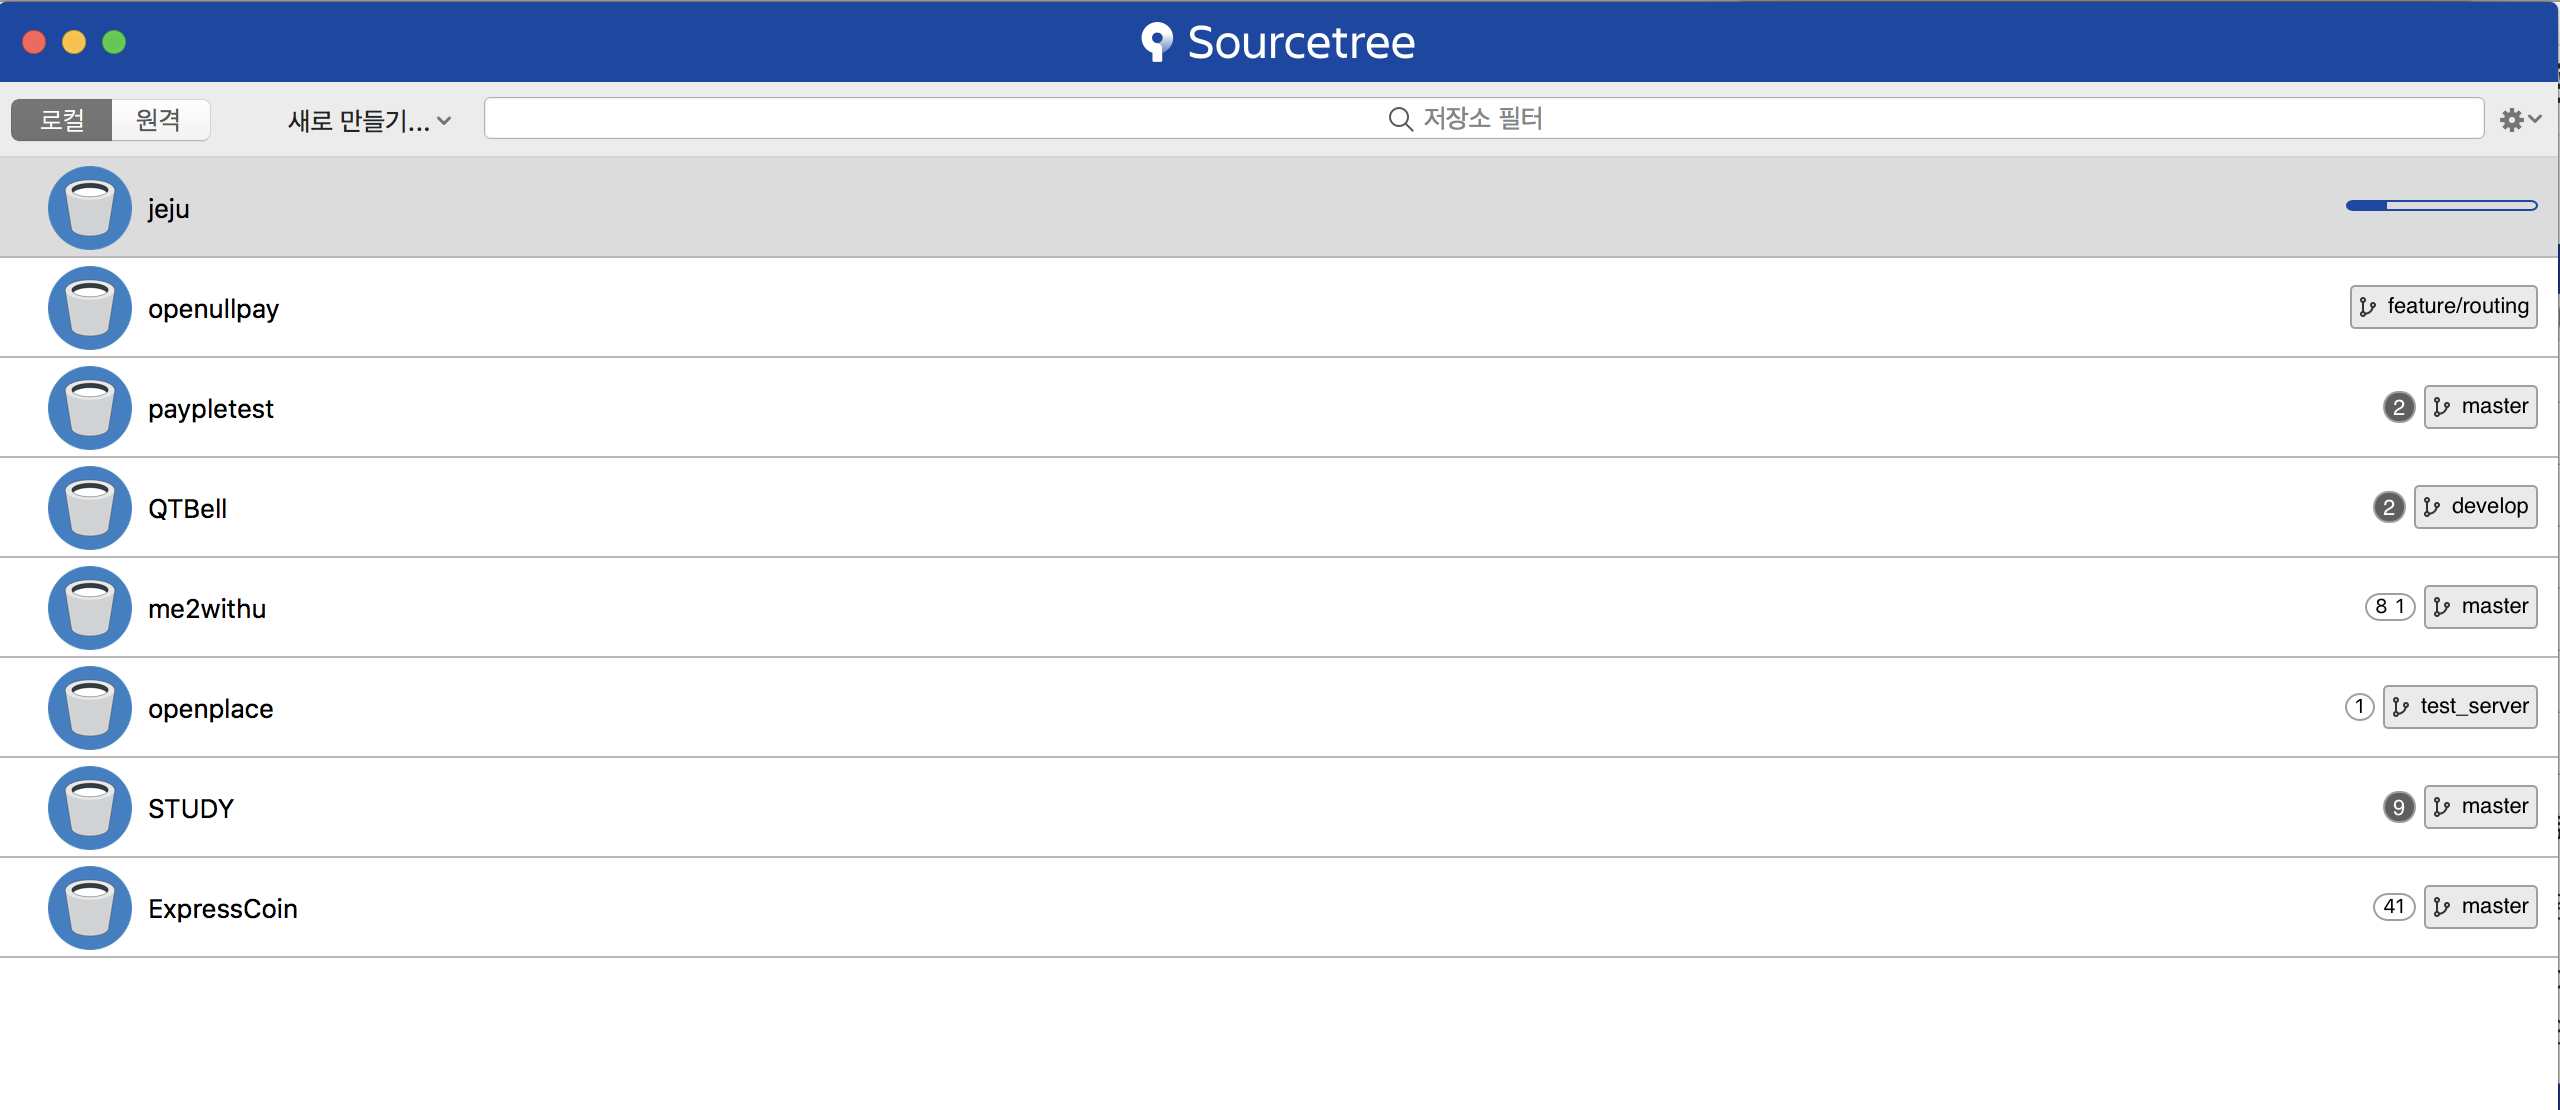 Sourcetree
로컬 원격 새로 만들기... 저장소 필터
jeju
openullpay feature/routing
paypletest 2 master
QTBell 2 develop
me2withu 8 1 master
openplace 1 test_server
STUDY 9 master
ExpressCoin 41 master